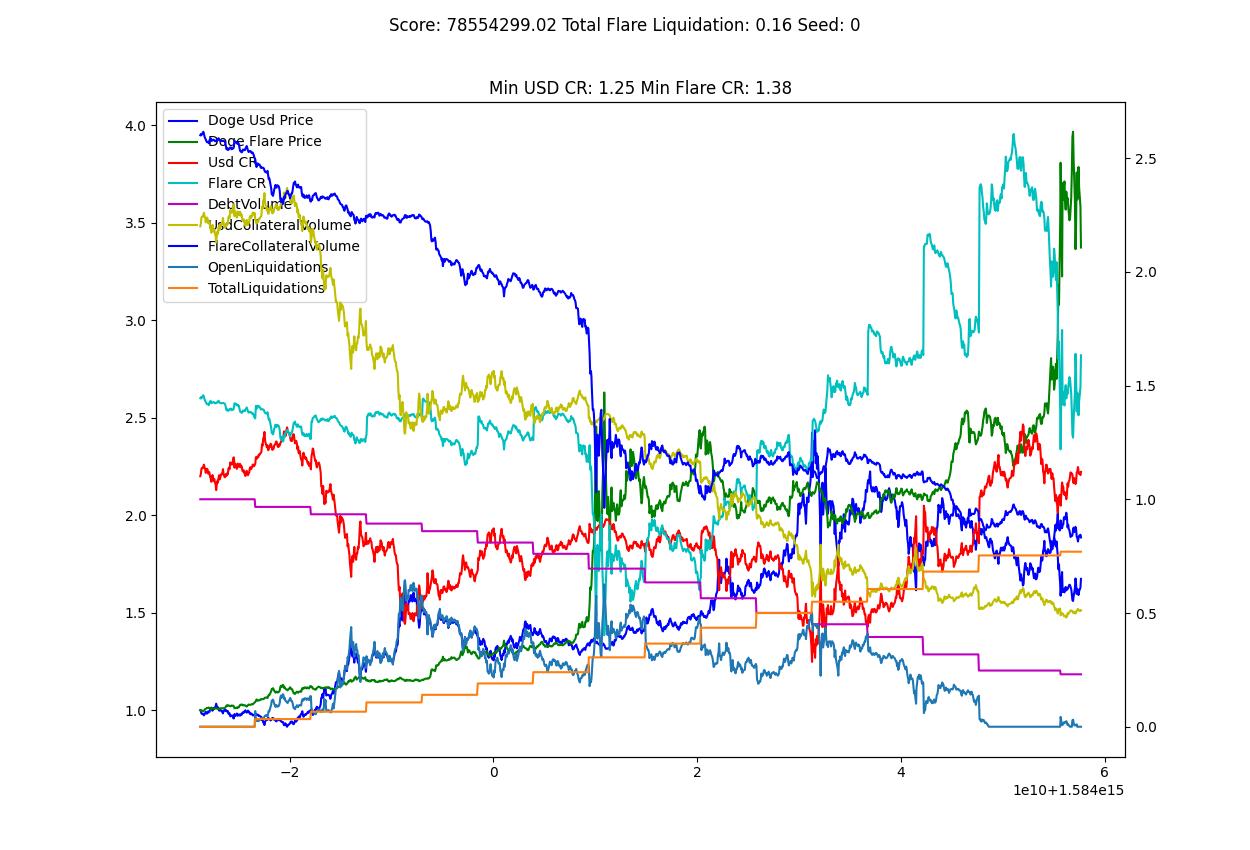 Score: 78554299.02 Total Flare Liquidation: 0.16 Seed: 0
Min USD CR: 1.25 Min Flare CR: 1.38
Doge Usd Price
Doge Flare Price
Usd CR
Flare CR
DebtVolume
UsdCollateralVolume
FlareCollateralVolume
OpenLiquidations
TotalLiquidations
4.0
3.5
3.0
2.5
2.0
1.5
1.0
2.5
2.0
1.5
1.0
0.5
0.0
−2
0
2
4
6
1e10+1.584e15